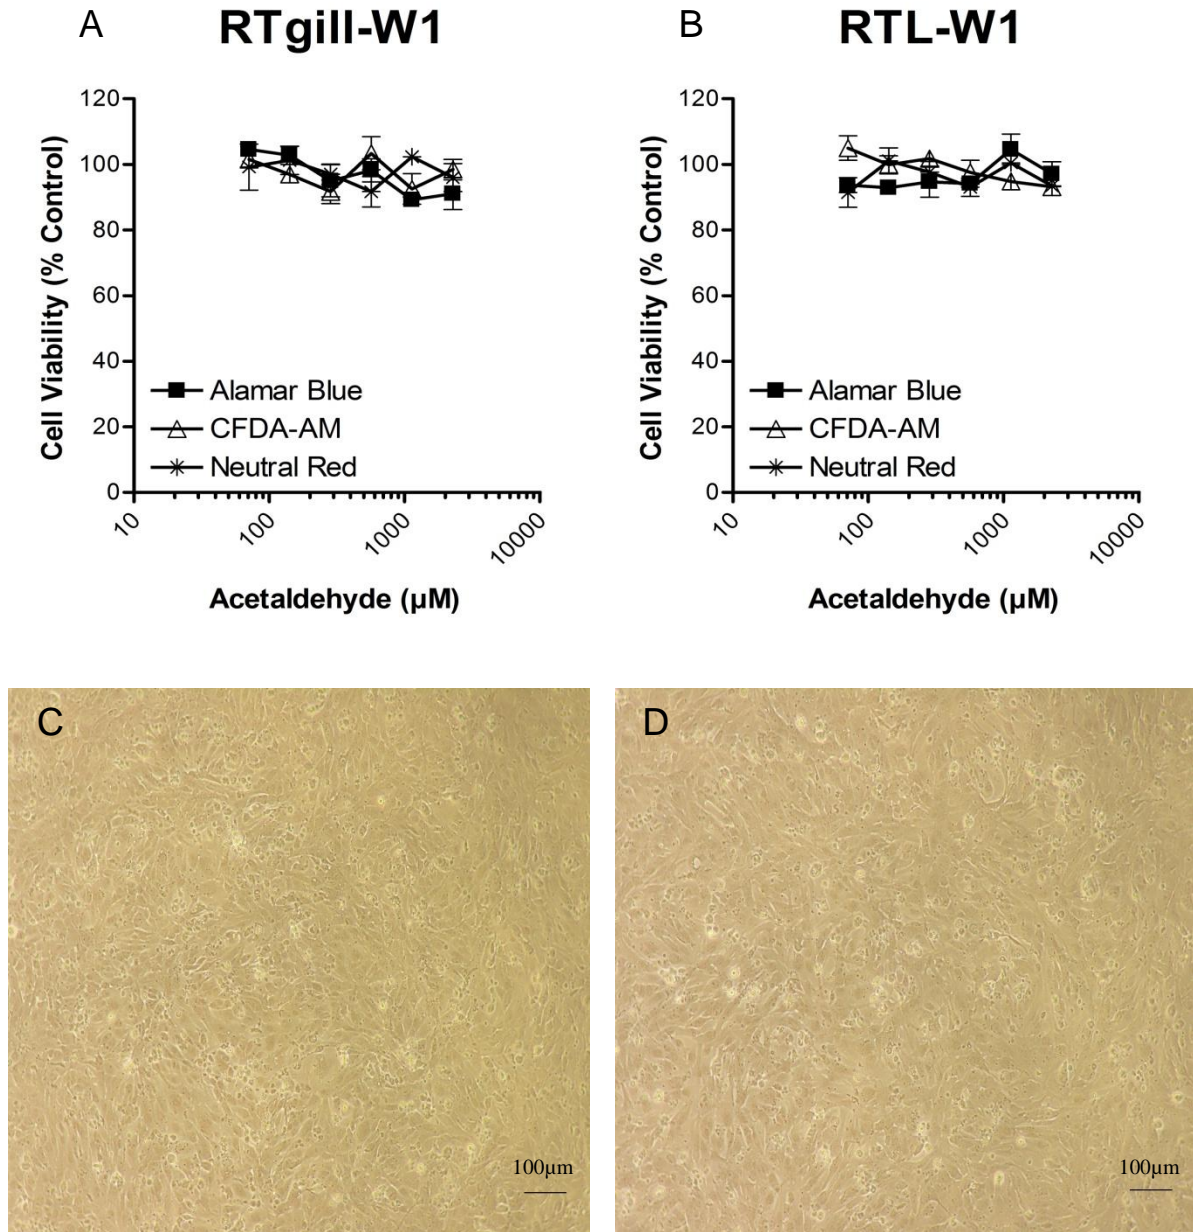 A
RTgill-W1
B
RTL-W1
120
100
80
60
40
20
0
Cell Viability (% Control)
Alamar Blue
CFDA-AM
Neutral Red
10
100
1000
10000
Acetaldehyde (µM)
120
100
80
60
40
20
0
Cell Viability (% Control)
Alamar Blue
CFDA-AM
Neutral Red
10
100
1000
10000
Acetaldehyde (µM)
C
100µm
D
100µm